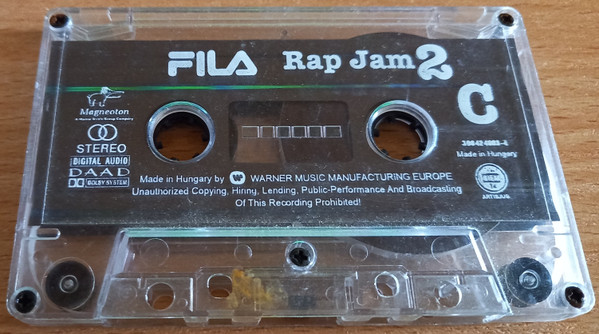 FILA Rap Jam 2
C
Magneoton
STEREO
DIGITAL AUDIO
DAAD
DOLBY SYSTEM
Made in Hungary
Made in Hungary by WARNER MUSIC MANUFACTURING EUROPE
Unauthorized Copying, Hiring, Lending, Public-Performance And Broadcasting
Of This Recording Prohibited!
ARTISJUS